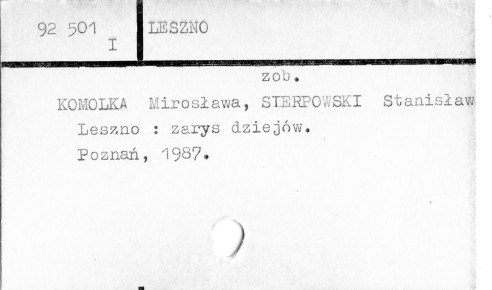 92 501 LESZNO
I
zob.
KOMOLKA Mirosława, STERPOWSKI Stanisław
Leszno : zarys dziejów.
Poznań, 1987.